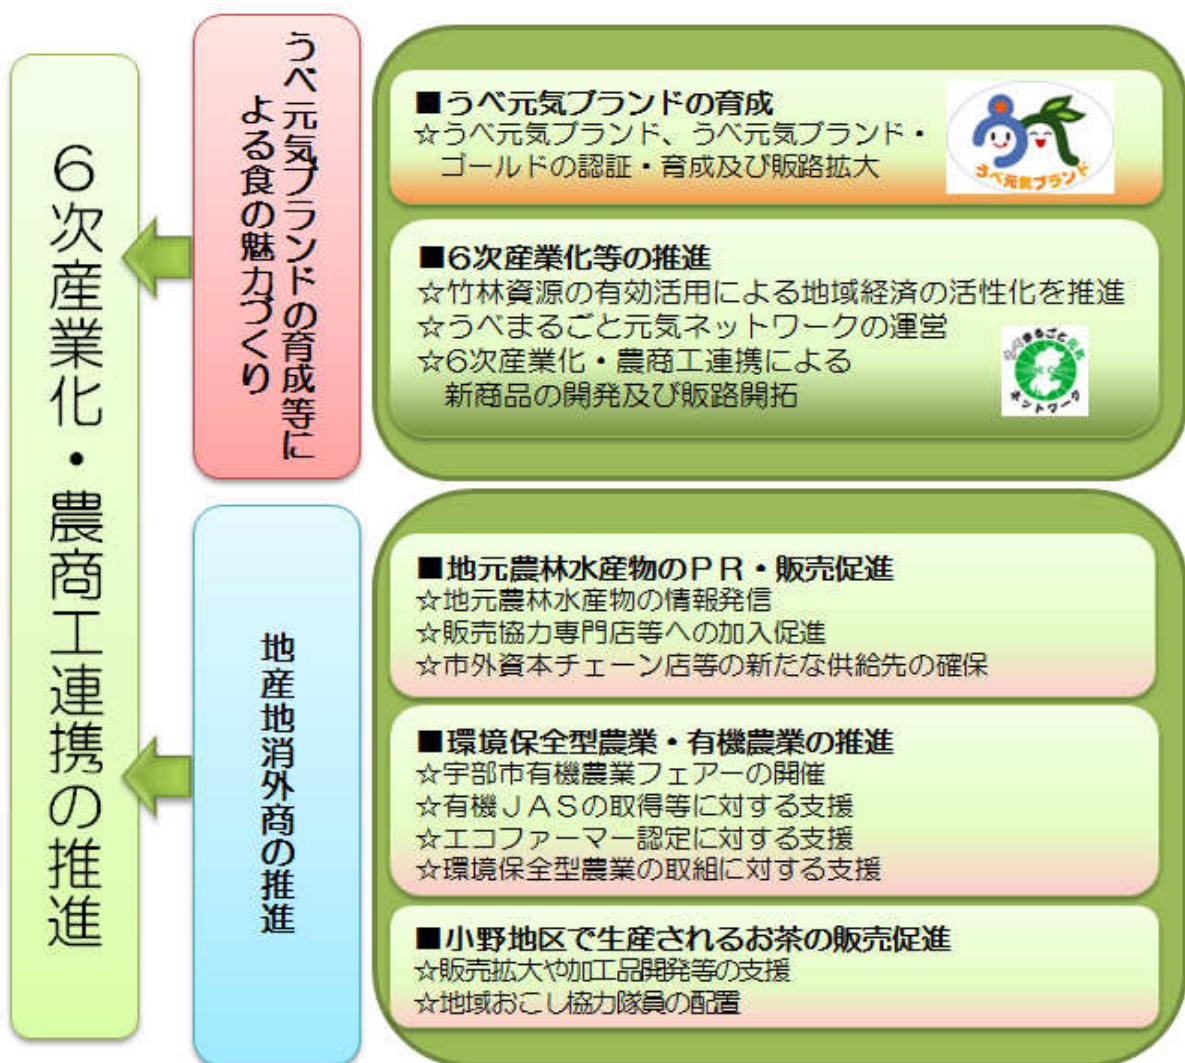 6次産業化・農商工連携の推進
うべ元気ブランドの育成等に
よる食の魅力づくり
■うべ元気ブランドの育成
☆うべ元気ブランド、うべ元気ブランド・
ゴールドの認証・育成及び販路拡大
うべ元気ブランド
■6次産業化等の推進
☆竹林資源の有効活用による地域経済の活性化を推進
☆うべまるごと元気ネットワークの運営
☆6次産業化・農商工連携による
新商品の開発及び販路開拓
うべまるごと元気
ネットワーク
地産地消外商の推進
■地元農林水産物のＰＲ・販売促進
☆地元農林水産物の情報発信
☆販売協力専門店等への加入促進
☆市外資本チェーン店等の新たな供給先の確保
■環境保全型農業・有機農業の推進
☆宇部市有機農業フェアーの開催
☆有機ＪＡＳの取得等に対する支援
☆エコファーマー認定に対する支援
☆環境保全型農業の取組に対する支援
■小野地区で生産されるお茶の販売促進
☆販売拡大や加工品開発等の支援
☆地域おこし協力隊員の配置